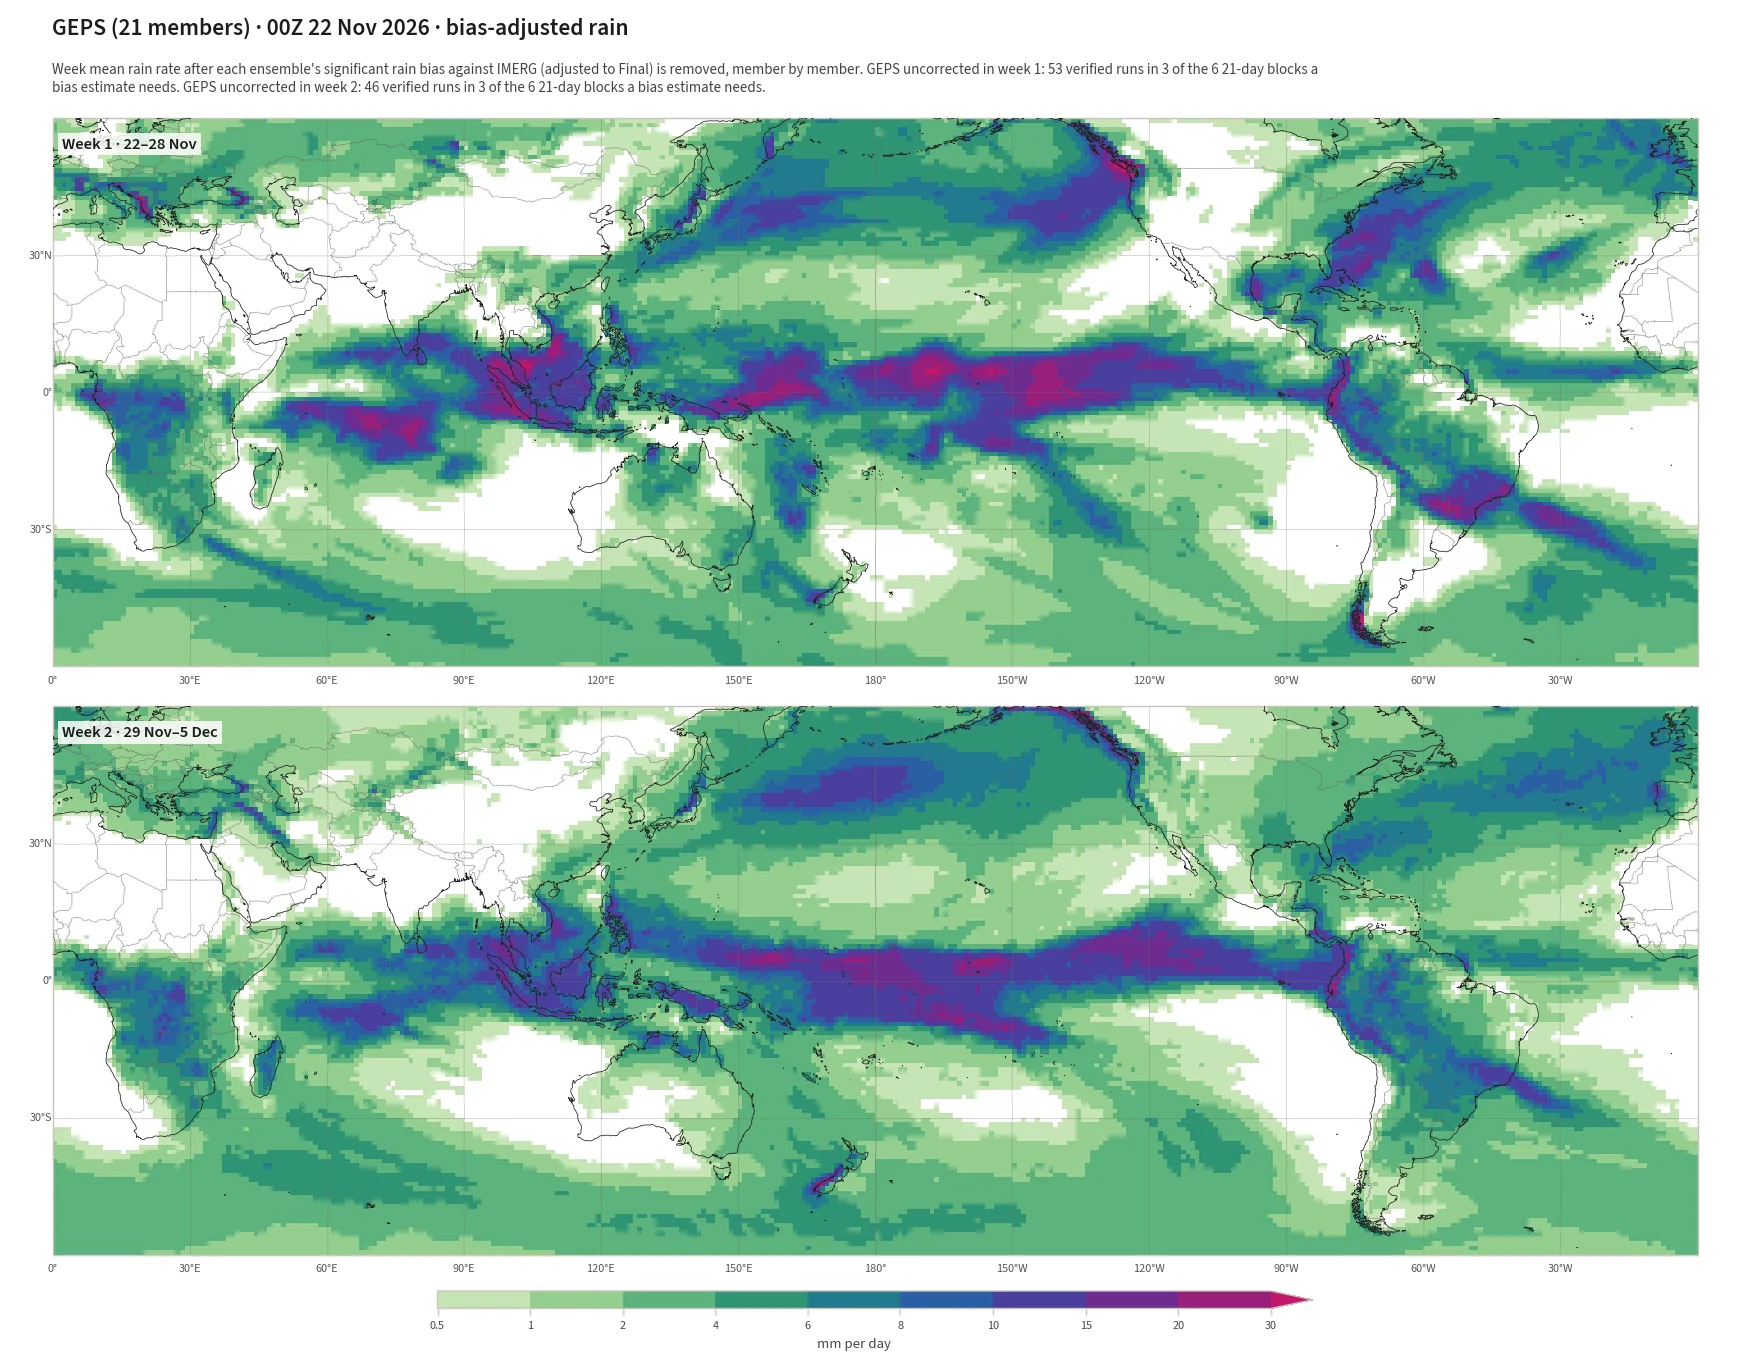 GEPS (21 members) · 00Z 22 Nov 2026 · bias-adjusted rain
Week mean rain rate after each ensemble's significant rain bias against IMERG (adjusted to Final) is removed, member by member. GEPS uncorrected in week 1: 53 verified runs in 3 of the 6 21-day blocks a
bias estimate needs. GEPS uncorrected in week 2: 46 verified runs in 3 of the 6 21-day blocks a bias estimate needs.
Week 1 · 22–28 Nov
30°N
0°
30°S
0° 30°E 60°E 90°E 120°E 150°E 180° 150°W 120°W 90°W 60°W 30°W
Week 2 · 29 Nov–5 Dec
30°N
0°
30°S
0° 30°E 60°E 90°E 120°E 150°E 180° 150°W 120°W 90°W 60°W 30°W
0.5 1 2 4 6 8 10 15 20 30
mm per day